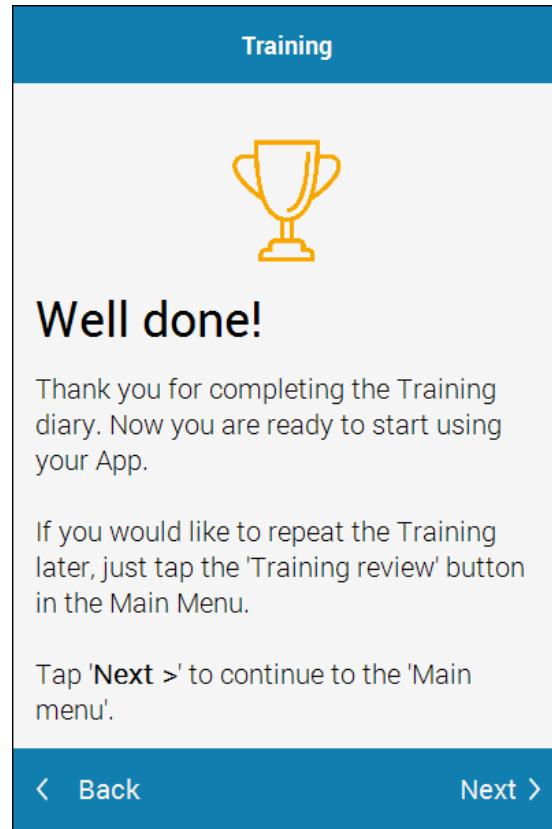 Training
Well done!
Thank you for completing the Training
diary. Now you are ready to start using
your App.
If you would like to repeat the Training
later, just tap the 'Training review' button
in the Main Menu.
Tap 'Next >' to continue to the 'Main
menu'.
< Back
Next >